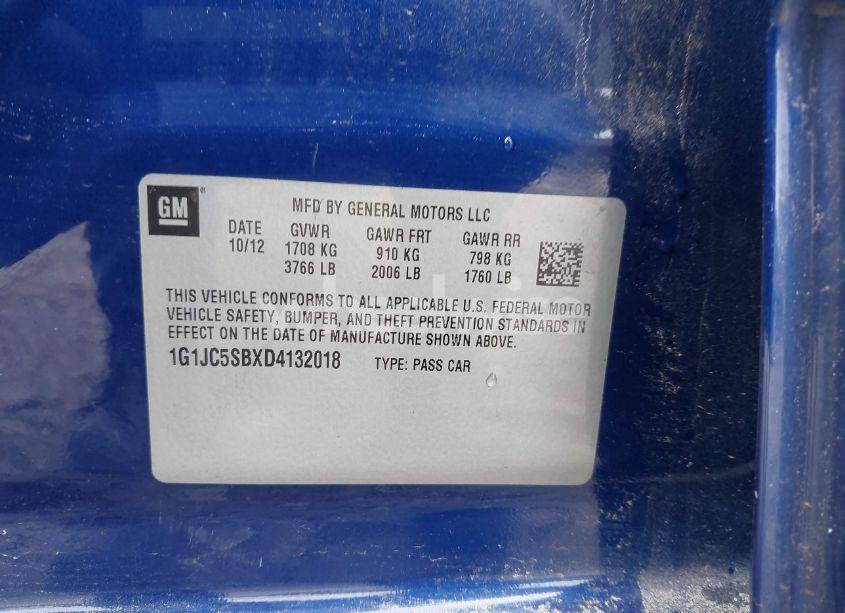 GM
MFD BY GENERAL MOTORS LLC
DATE GVWR GAWR FRT GAWR RR
10/12 1708 KG 910 KG 798 KG
3766 LB 2006 LB 1760 LB
THIS VEHICLE CONFORMS TO ALL APPLICABLE U.S. FEDERAL MOTOR
VEHICLE SAFETY, BUMPER, AND THEFT PREVENTION STANDARDS IN
EFFECT ON THE DATE OF MANUFACTURE SHOWN ABOVE.
1G1JC5SBXD4132018 TYPE: PASS CAR